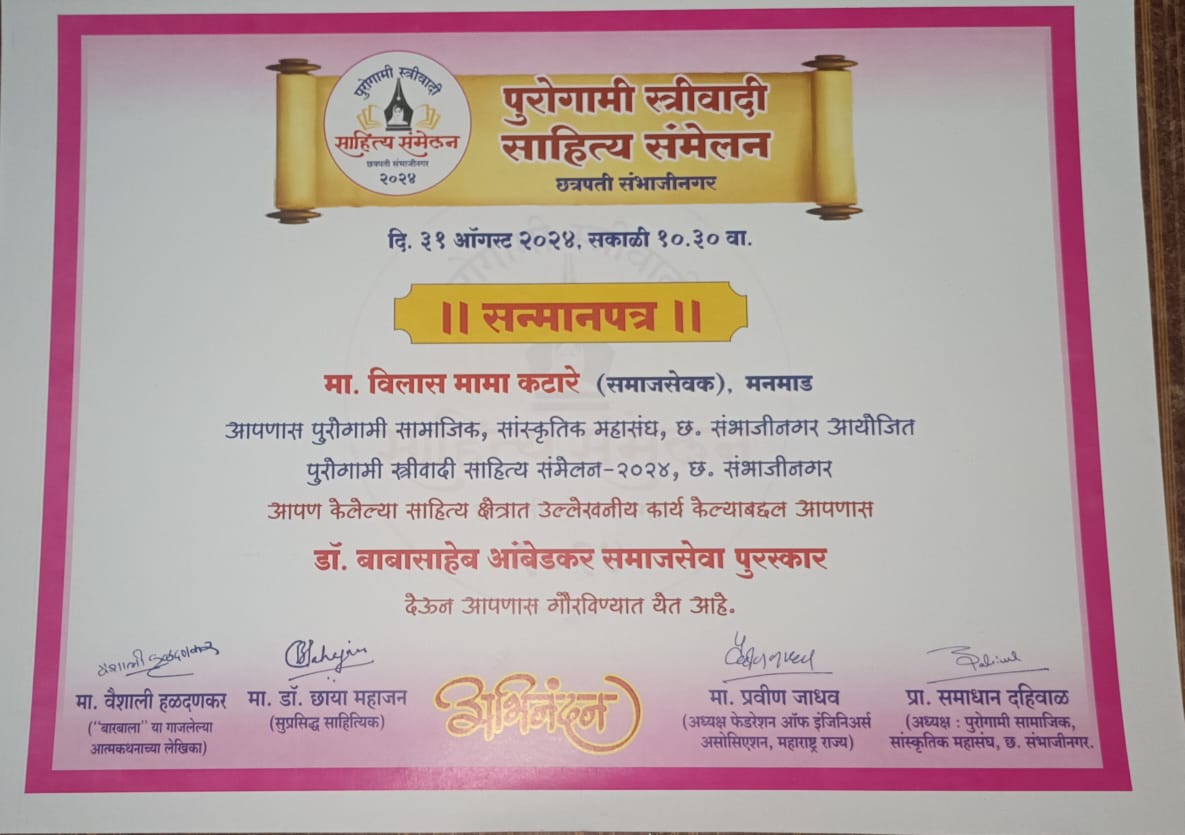 पुरोगामी स्त्रीवादी
साहित्य संमेलन
छत्रपती संभाजीनगर
२०२४
पुरोगामी स्त्रीवादी
साहित्य संमेलन
छत्रपती संभाजीनगर
दि. ३१ ऑगस्ट २०२४, सकाळी १०.३० वा.
|| सन्मानपत्र ||
मा. विलास मामा कटारे (समाजसेवक), मनमाड
आपणास पुरोगामी सामाजिक, सांस्कृतिक महासंघ, छ. संभाजीनगर आयोजित
पुरोगामी स्त्रीवादी साहित्य संमेलन-२०२४, छ. संभाजीनगर
आपण केलेल्या साहित्य क्षेत्रात उल्लेखनीय कार्य केल्याबद्दल आपणास
डॉ. बाबासाहेब आंबेडकर समाजसेवा पुरस्कार
देऊन आपणास गौरविण्यात येत आहे.
वैशाली हळदणकर
मा. वैशाली हळदणकर
("बारबाला" या गाजलेल्या
आत्मकथनाच्या लेखिका)
मा. डॉ. छाया महाजन
(सुप्रसिद्ध साहित्यिक)
अभिनंदन
मा. प्रवीण जाधव
(अध्यक्ष फेडरेशन ऑफ इंजिनिअर्स
असोसिएशन, महाराष्ट्र राज्य)
प्रा. समाधान दहिवाळ
(अध्यक्ष : पुरोगामी सामाजिक,
सांस्कृतिक महासंघ, छ. संभाजीनगर.